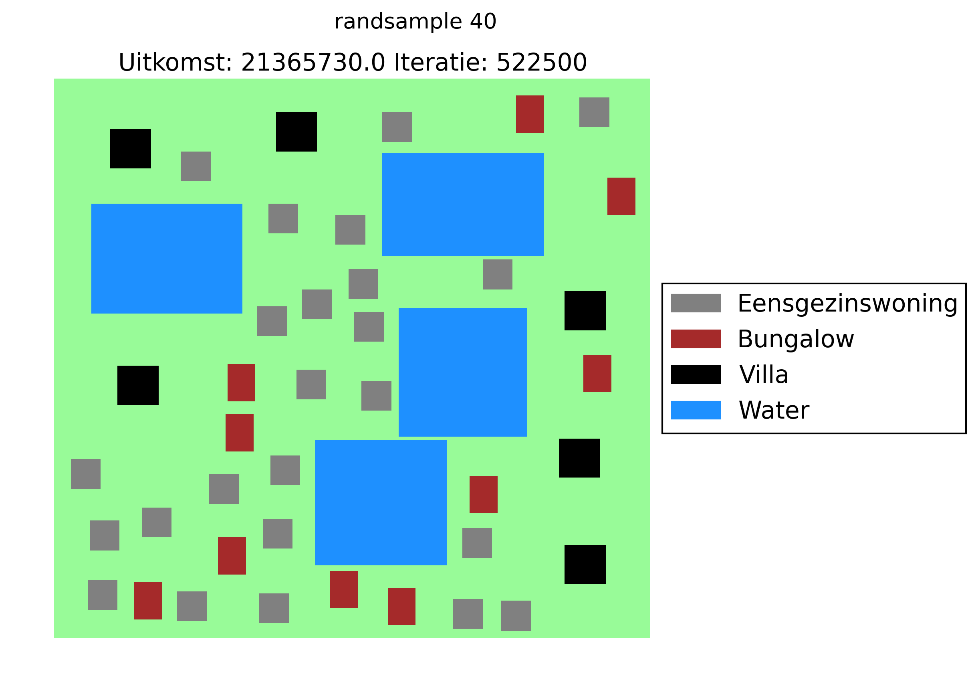 randsample 40
Uitkomst: 21365730.0 Iteratie: 522500
Eensgezinswoning
Bungalow
Villa
Water